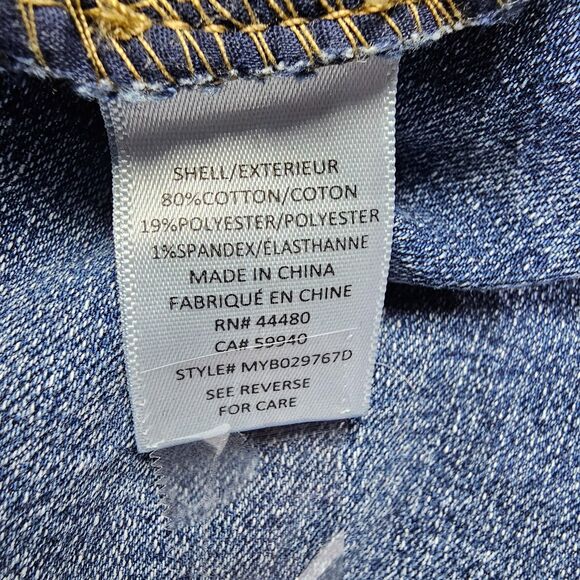 SHELL/EXTERIEUR
80%COTTON/COTON
19%POLYESTER/POLYESTER
1%SPANDEX/ÉLASTHANNE
MADE IN CHINA
FABRIQUÉ EN CHINE
RN# 44480
CA# 59940
STYLE# MYB029767D
SEE REVERSE
FOR CARE